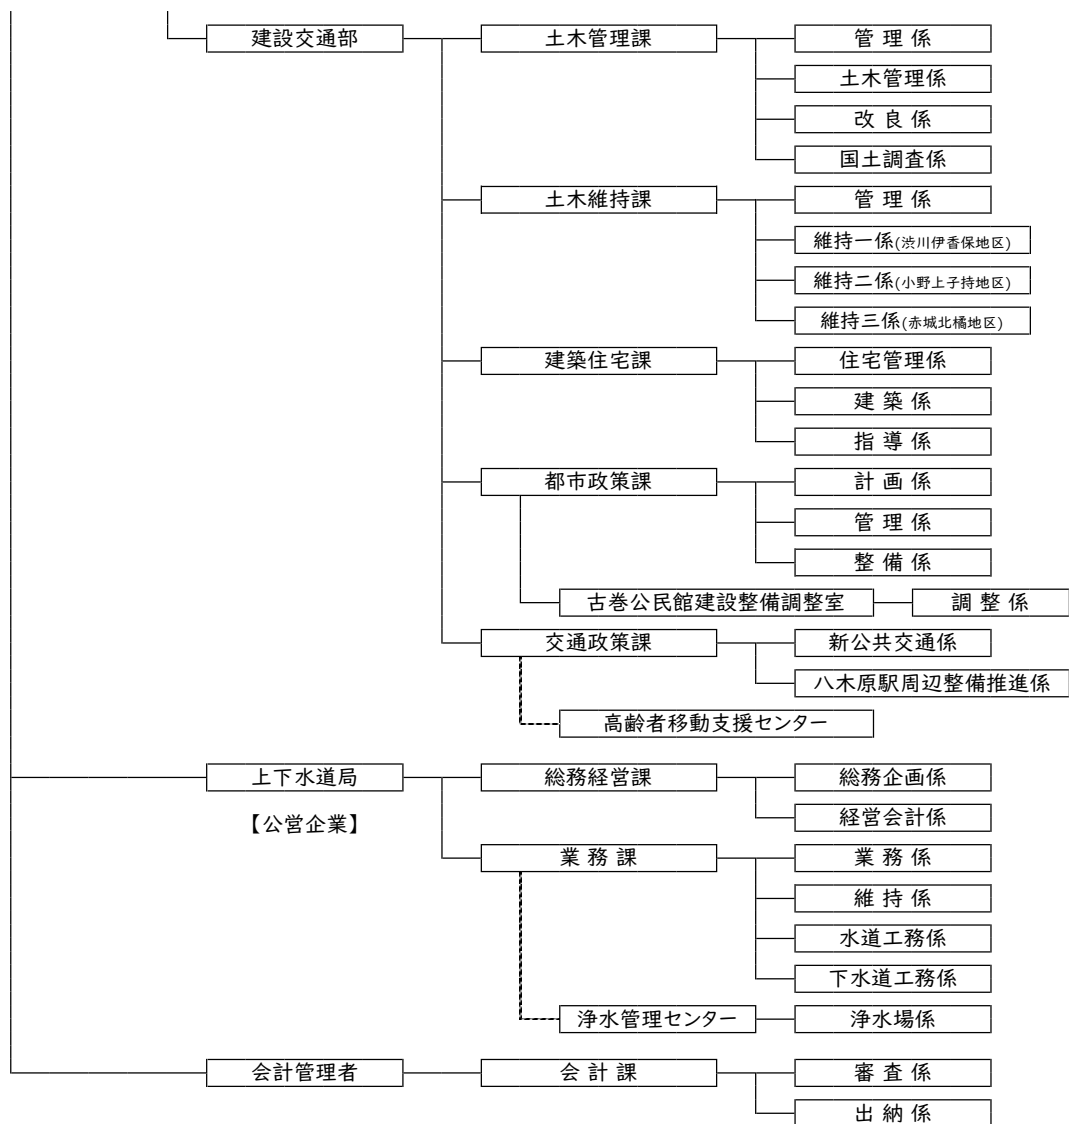 建設交通部 土木管理課 管 理 係
土木管理係
改 良 係
国土調査係
土木維持課 管 理 係
維持一係(渋川伊香保地区)
維持二係(小野上子持地区)
維持三係(赤城北橘地区)
建築住宅課 住宅管理係
建 築 係
指 導 係
都市政策課 計 画 係
管 理 係
整 備 係
古巻公民館建設整備調整室 調 整 係
交通政策課 新公共交通係
八木原駅周辺整備推進係
高齢者移動支援センター
上下水道局 総務経営課 総務企画係
【公営企業】 経営会計係
業 務 課 業 務 係
維 持 係
水道工務係
下水道工務係
浄水管理センター 浄水場係
会計管理者 会 計 課 審 査 係
出 納 係